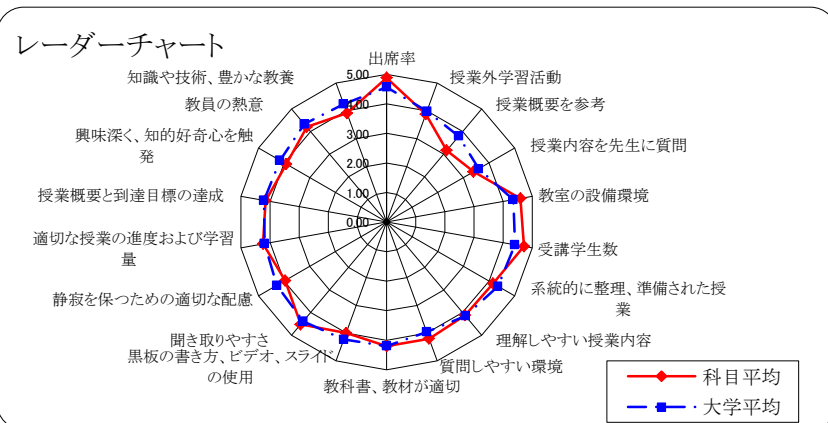 レーダーチャート
出席率
授業外学習活動
授業概要を参考
授業内容を先生に質問
教室の設備環境
受講学生数
系統的に整理、準備された授
業
理解しやすい授業内容
質問しやすい環境
教科書、教材が適切
黒板の書き方、ビデオ、スライド
の使用
聞き取りやすさ
静寂を保つための適切な配慮
適切な授業の進度および学習
量
授業概要と到達目標の達成
興味深く、知的好奇心を触
発
教員の熱意
知識や技術、豊かな教養
5.00
4.00
3.00
2.00
1.00
0.00
科目平均
大学平均